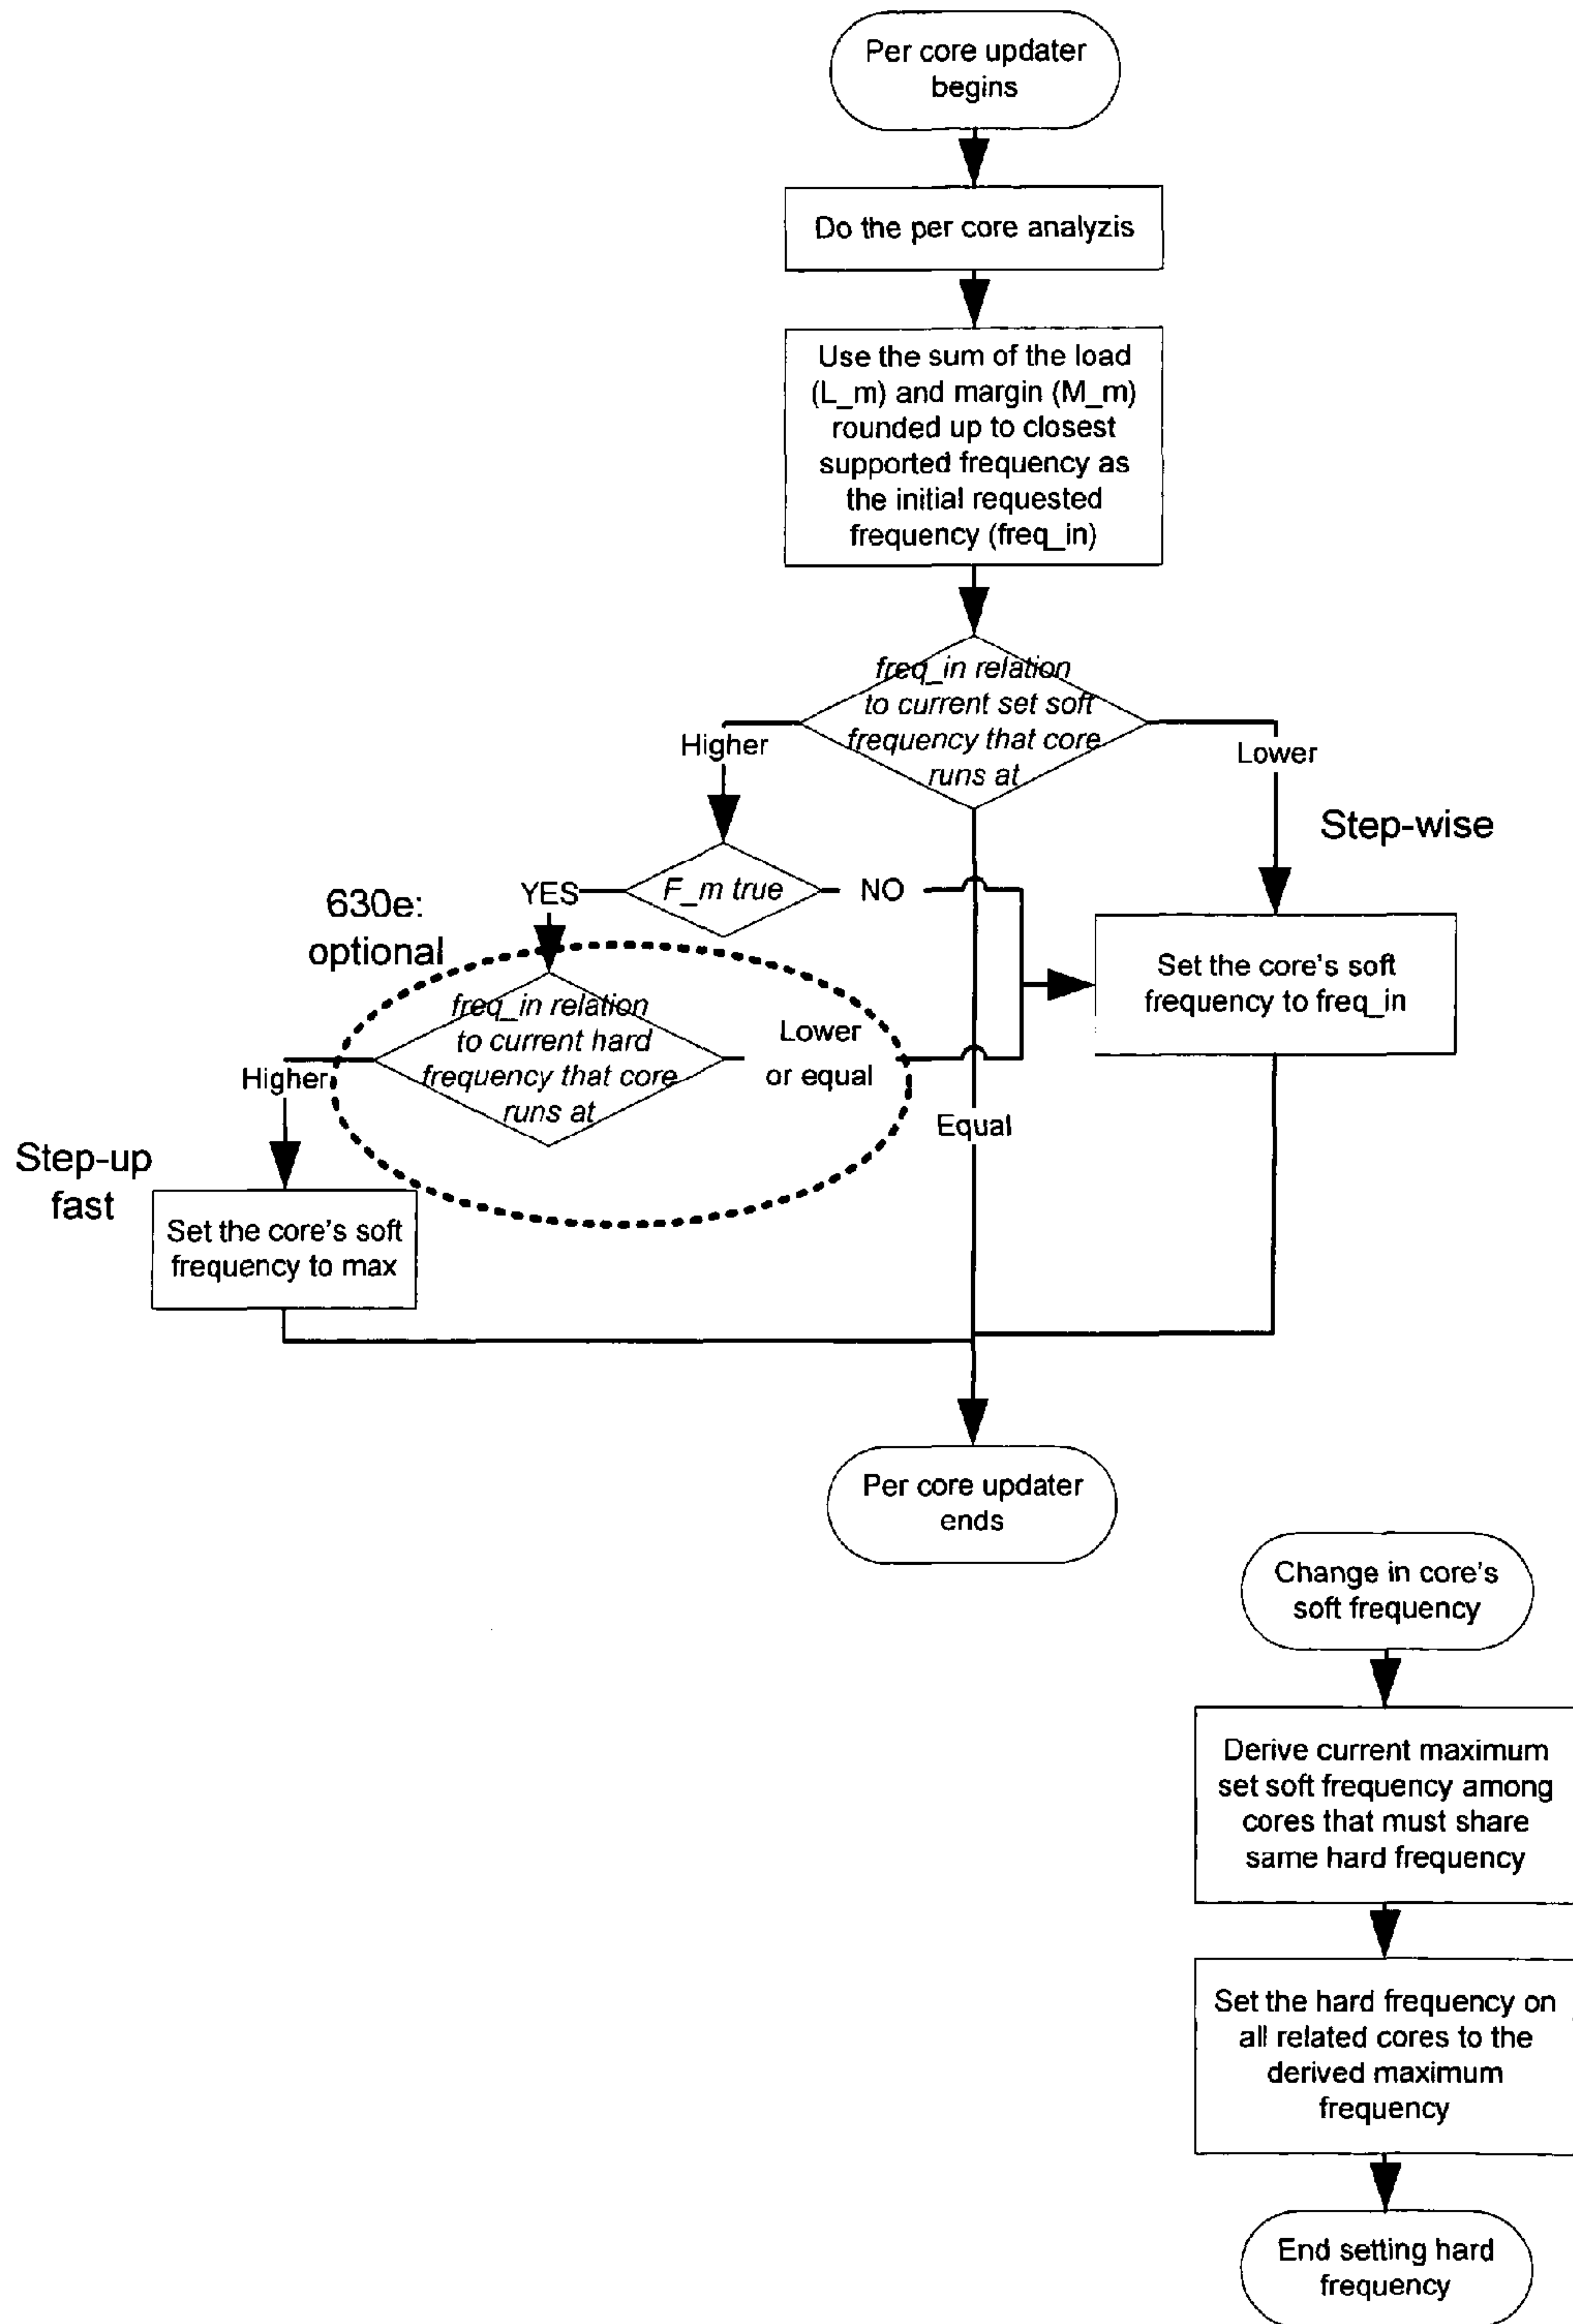 Per core updater
begins
Do the per core analyzis
Use the sum of the load
(L_m) and margin (M_m)
rounded up to closest
supported frequency as
the initial requested
frequency (freq_in)
freq_in relation
to current set soft
frequency that core
runs at
Higher
Lower
Step-wise
F_m true
YES
NO
630e:
optional
Set the core's soft
frequency to freq_in
freq_in relation
to current hard
frequency that core
runs at
Lower
or equal
Higher
Equal
Step-up
fast
Set the core's soft
frequency to max
Per core updater
ends
Change in core's
soft frequency
Derive current maximum
set soft frequency among
cores that must share
same hard frequency
Set the hard frequency on
all related cores to the
derived maximum
frequency
End setting hard
frequency